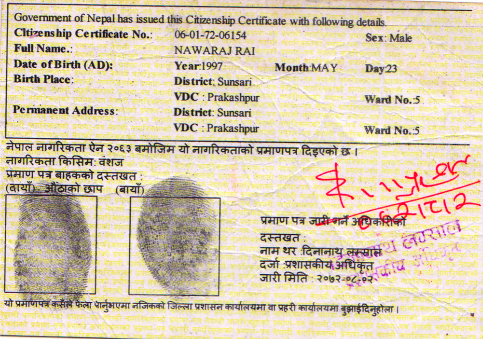 Government of Nepal has issued this Citizenship Certificate with following details.
Citizenship Certificate No.: 06-01-72-06154 Sex: Male
Full Name.: NAWARAJ RAI
Date of Birth (AD): Year:1997 Month:MAY Day:23
Birth Place: District: Sunsari
VDC : Prakashpur Ward No.:5
Permanent Address: District: Sunsari
VDC : Prakashpur Ward No.:5
नेपाल नागरिकता ऐन २०६३ बमोजिम यो नागरिकताको प्रमाणपत्र दिइएको छ ।
नागरिकता किसिम: वंशज
प्रमाण पत्र बाहकको दस्तखत :
(दायाँ) औंठाको छाप (बायाँ)
प्रमाण पत्र जारी गर्ने अधिकारीको
दस्तखत :
नाम थर :दिनानाथ लम्साल
दर्जा :प्रशासकीय अधिकृत
जारी मिति : २०७२-०८-०२
यो प्रमाणपत्र कसैले फेला पार्नुभएमा नजिकको जिल्ला प्रशासन कार्यालयमा वा प्रहरी कार्यालयमा बुझाईदिनुहोला ।